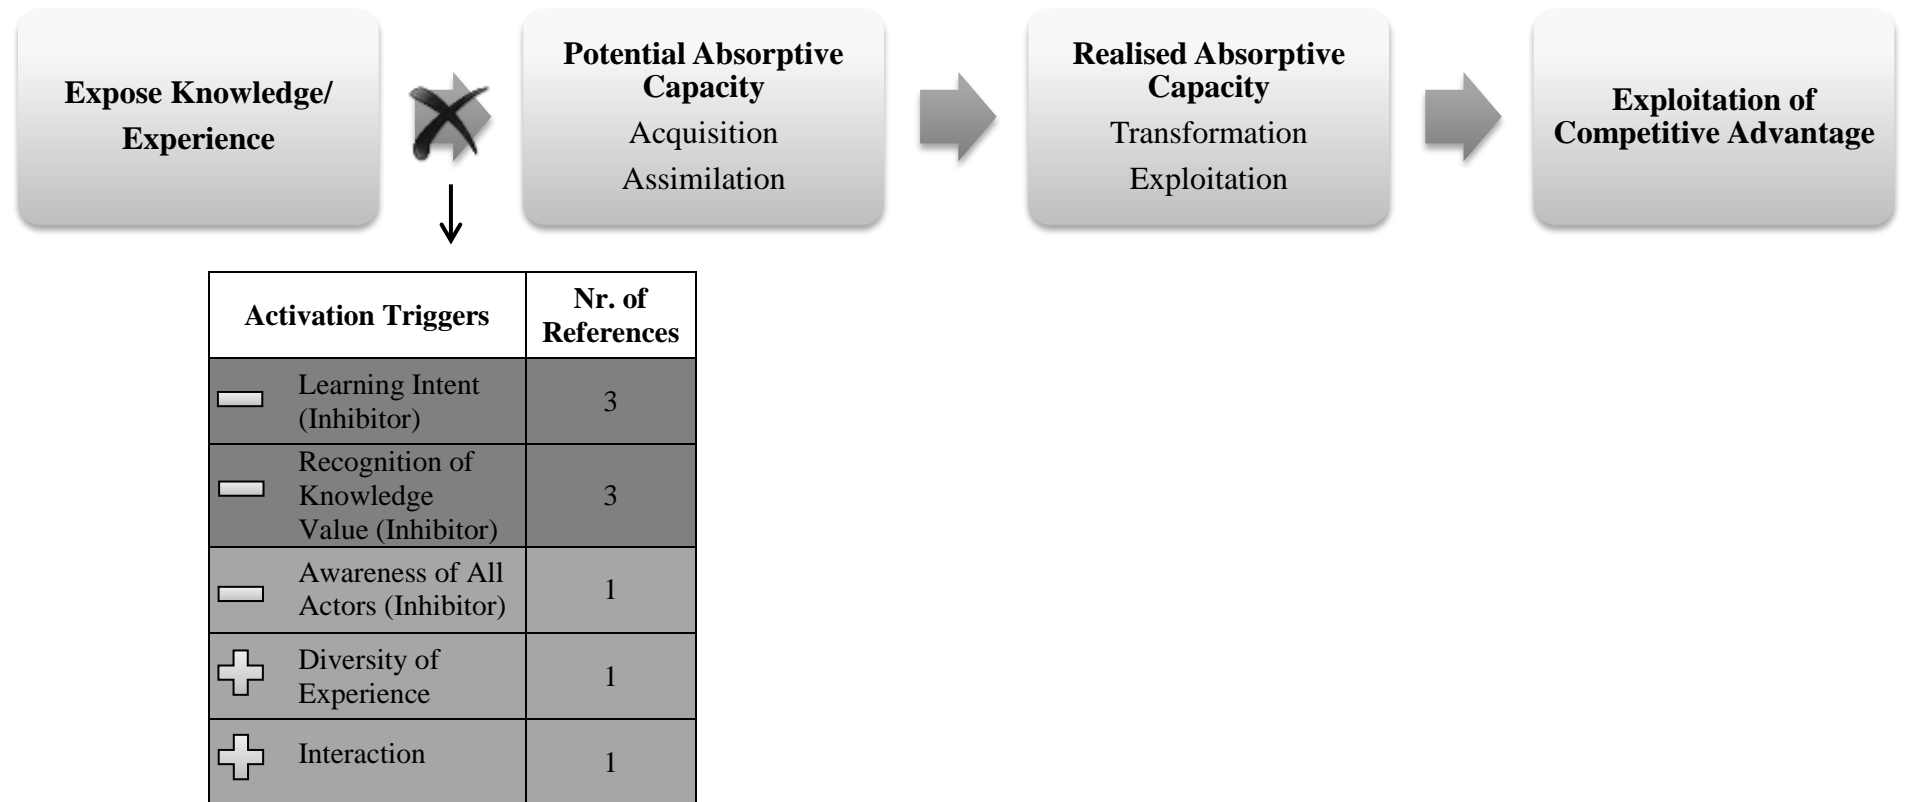 Expose Knowledge/
Experience
Potential Absorptive
Capacity
Acquisition
Assimilation
Realised Absorptive
Capacity
Transformation
Exploitation
Exploitation of
Competitive Advantage
Activation Triggers
Nr. of
References
Learning Intent
(Inhibitor)
3
Recognition of
Knowledge
Value (Inhibitor)
3
Awareness of All
Actors (Inhibitor)
1
Diversity of
Experience
1
Interaction
1